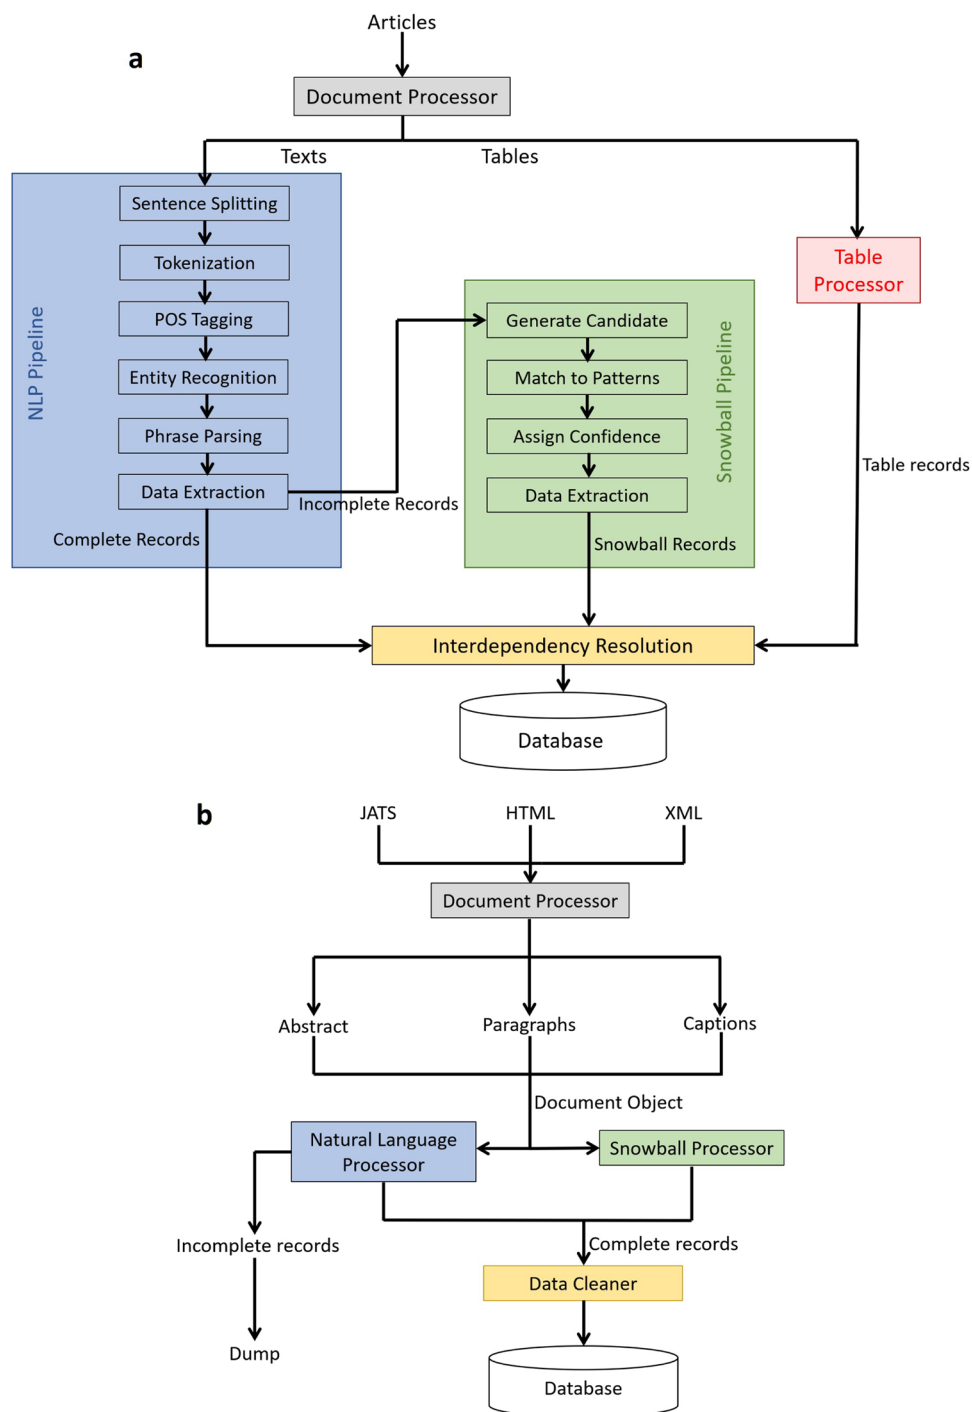 Articles
a
Document Processor
Texts
Tables
NLP Pipeline
Sentence Splitting
Tokenization
POS Tagging
Entity Recognition
Phrase Parsing
Data Extraction
Incomplete Records
Complete Records
Snowball Pipeline
Generate Candidate
Match to Patterns
Assign Confidence
Data Extraction
Snowball Records
Table
Processor
Table records
Interdependency Resolution
Database
b
JATS
HTML
XML
Document Processor
Abstract
Paragraphs
Captions
Document Object
Natural Language
Processor
Snowball Processor
Incomplete records
Complete records
Data Cleaner
Dump
Database